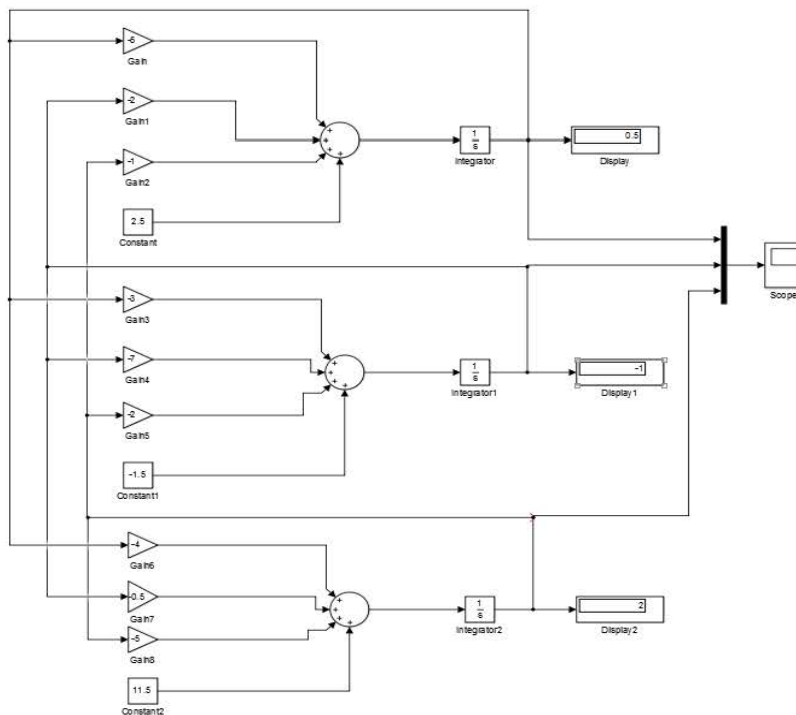 -5
Gain
-2
Gain1
-1
Gain2
2.5
Constant
+
+
+
+
1
s
Integrator
0.5
Display
Scope
-3
Gain3
-7
Gain4
-2
Gain5
-1.5
Constant1
+
+
+
+
1
s
Integrator1
-1
Display1
-4
Gain6
-0.5
Gain7
-5
Gain8
11.5
Constant2
+
+
+
+
1
s
Integrator2
2
Display2